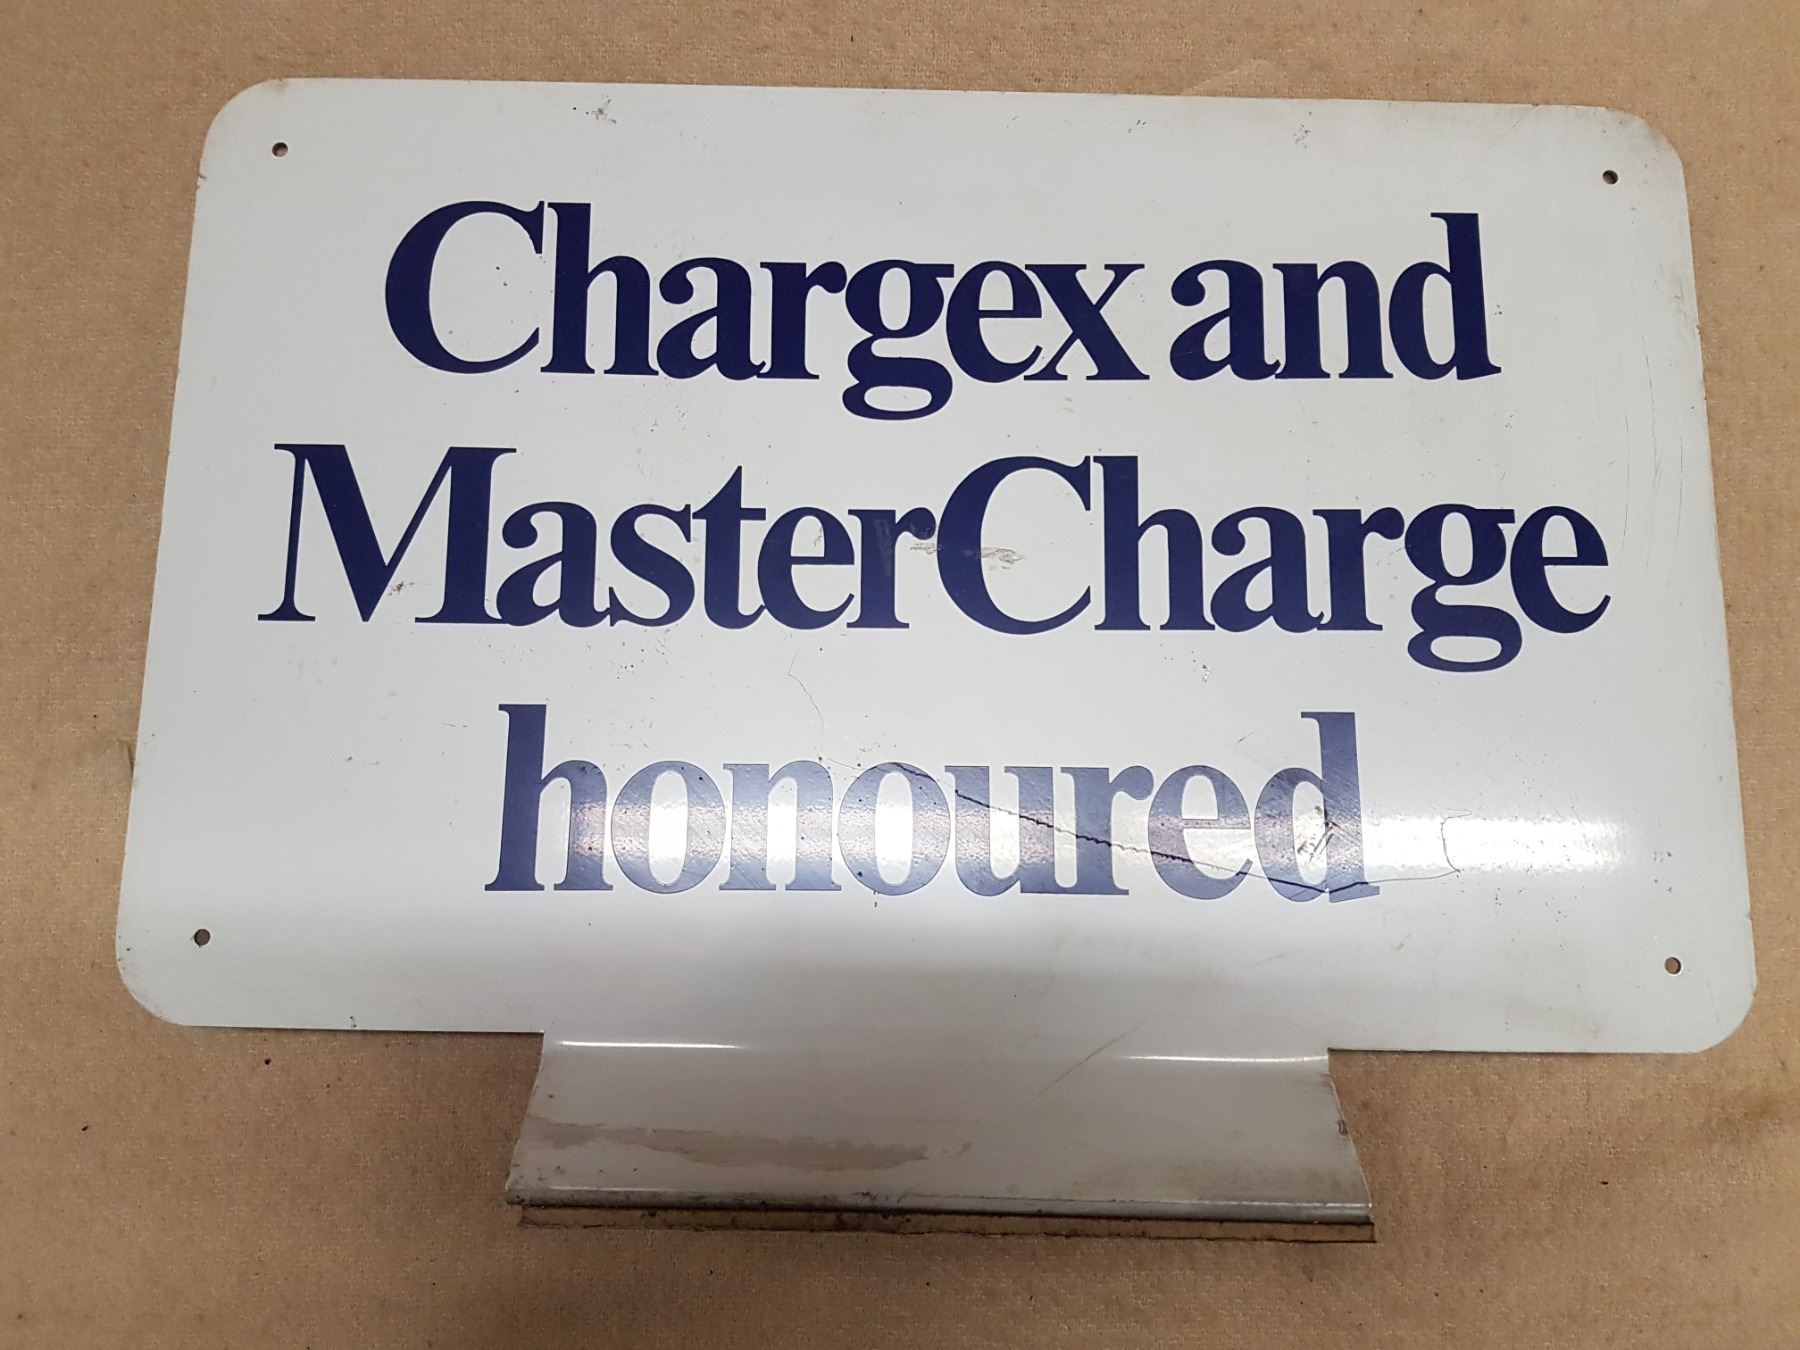 Chargex and
MasterCharge
honoured